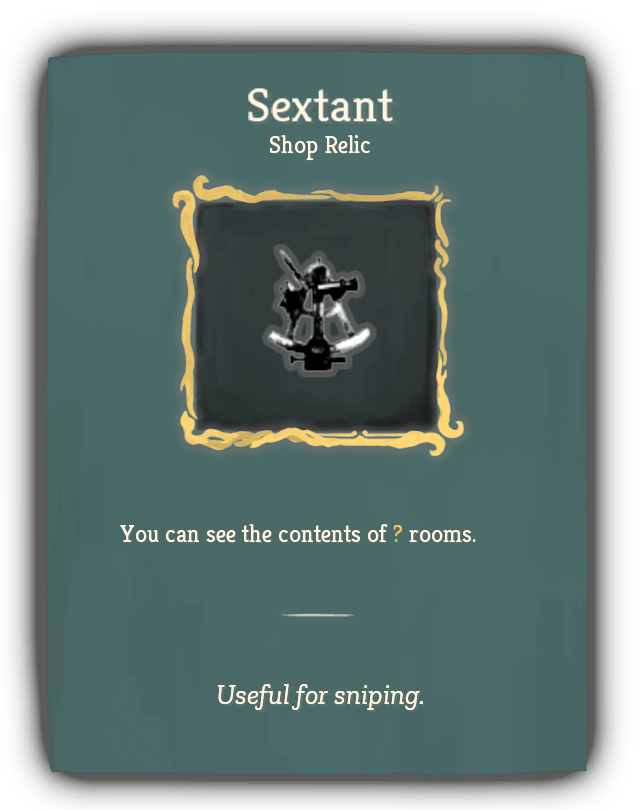 Sextant
Shop Relic
You can see the contents of ? rooms.
Useful for sniping.